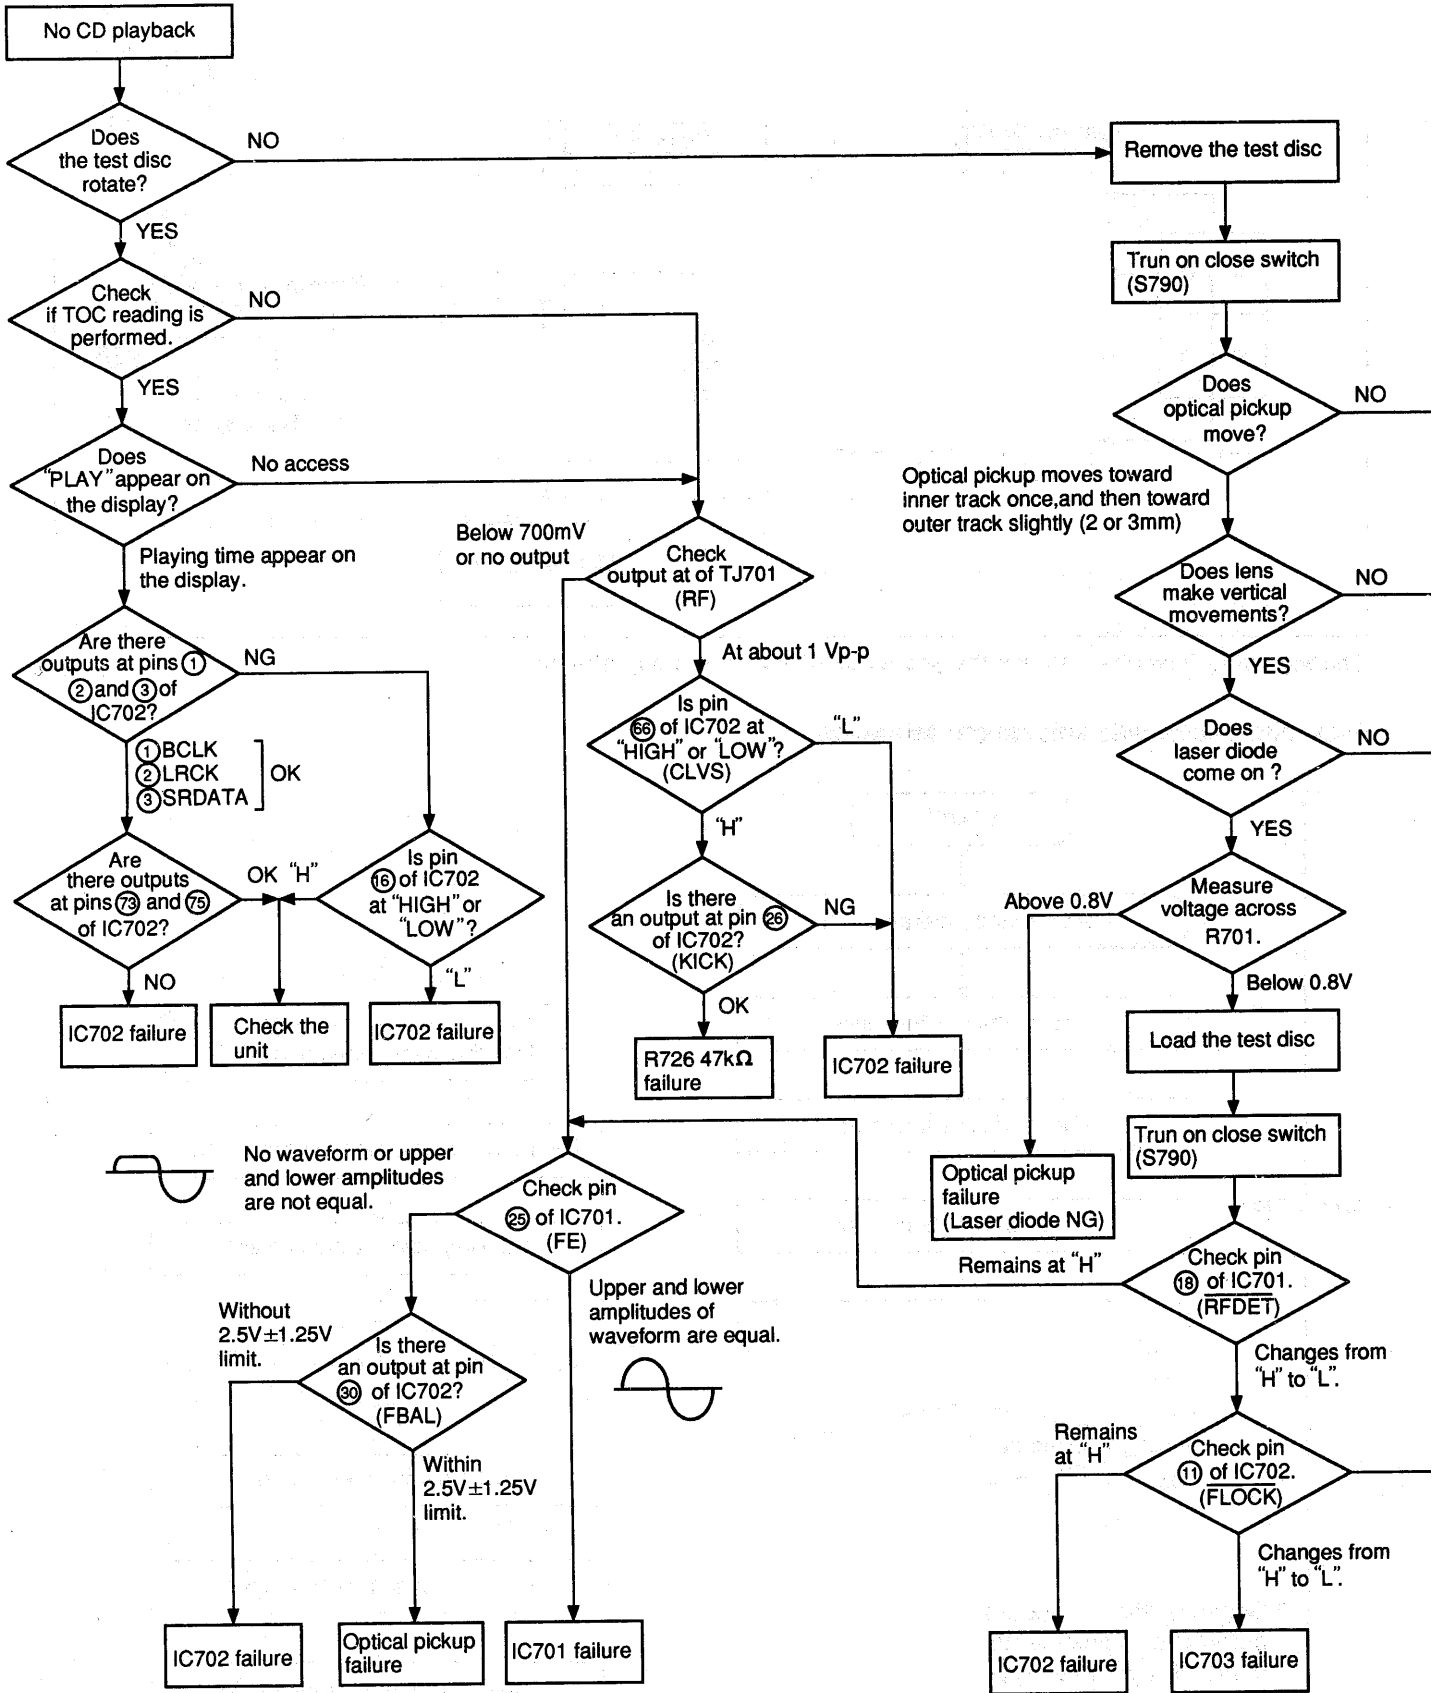 No CD playback
Does
the test disc
rotate?
NO
YES
Remove the test disc
Trun on close switch
(S790)
Check
if TOC reading is
performed.
NO
YES
Does
optical pickup
move?
NO
Does
"PLAY" appear on
the display?
No access
Playing time appear on
the display.
Optical pickup moves toward
inner track once,and then toward
outer track slightly (2 or 3mm)
Below 700mV
or no output
Check
output at of TJ701
(RF)
At about 1 Vp-p
Does lens
make vertical
movements?
NO
YES
Are there
outputs at pins ①
② and ③ of
IC702?
NG
① BCLK
② LRCK
③ SRDATA
OK
Is pin
66 of IC702 at
"HIGH" or "LOW"?
(CLVS)
"L"
"H"
Does
laser diode
come on ?
NO
YES
Are
there outputs
at pins 73 and 75
of IC702?
OK
"H"
NO
Is pin
⑯ of IC702
at "HIGH" or
"LOW"?
"L"
Is there
an output at pin ㉖
of IC702?
(KICK)
NG
OK
Measure
voltage across
R701.
Above 0.8V
Below 0.8V
IC702 failure
Check the
unit
IC702 failure
R726 47kΩ
failure
IC702 failure
Load the test disc
Trun on close switch
(S790)
Optical pickup
failure
(Laser diode NG)
No waveform or upper
and lower amplitudes
are not equal.
Check pin
㉕ of IC701.
(FE)
Upper and lower
amplitudes of
waveform are equal.
Remains at "H"
Check pin
⑱ of IC701.
(R̅F̅D̅E̅T̅)
Changes from
"H" to "L".
Without
2.5V±1.25V
limit.
Is there
an output at pin
㉚ of IC702?
(FBAL)
Within
2.5V±1.25V
limit.
Remains
at "H"
Check pin
⑪ of IC702.
(F̅L̅O̅C̅K̅)
Changes from
"H" to "L".
IC702 failure
Optical pickup
failure
IC701 failure
IC702 failure
IC703 failure